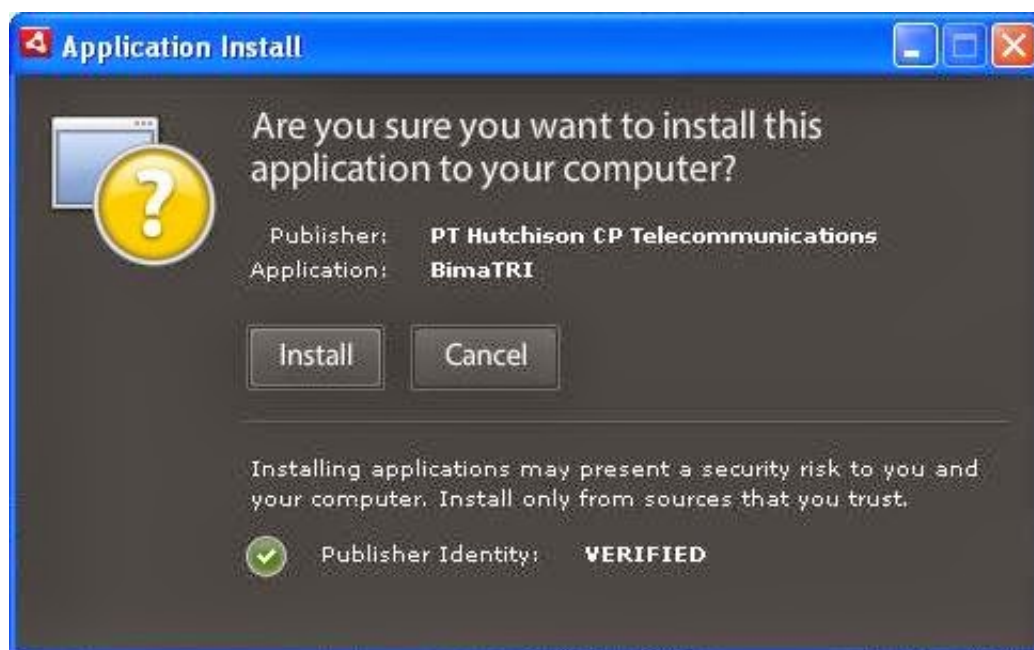 Application Install
Are you sure you want to install this
application to your computer?
Publisher: PT Hutchison CP Telecommunications
Application: BimaTRI
Install Cancel
Installing applications may present a security risk to you and
your computer. Install only from sources that you trust.
Publisher Identity: VERIFIED